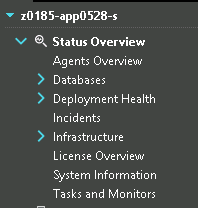 z0185-app0528-s
Status Overview
Agents Overview
Databases
Deployment Health
Incidents
Infrastructure
License Overview
System Information
Tasks and Monitors